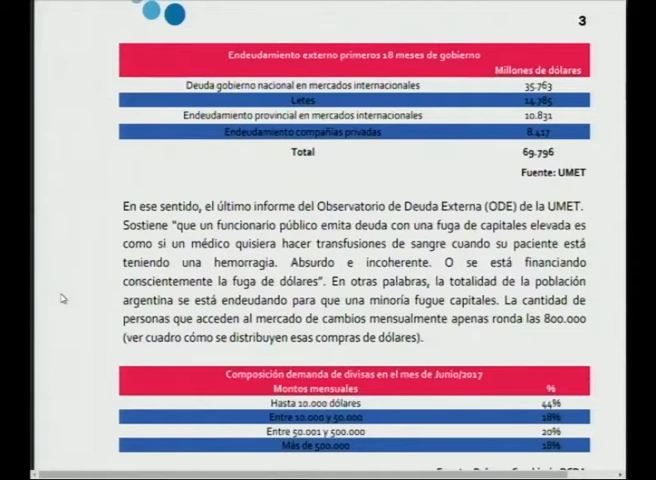 3
Endeudamiento externo primeros 18 meses de gobierno
Millones de dólares
Deuda gobierno nacional en mercados internacionales 35.763
Letes 14.785
Endeudamiento provincial en mercados internacionales 10.831
Endeudamiento compañías privadas 8.417
Total 69.796
Fuente: UMET
En ese sentido, el último informe del Observatorio de Deuda Externa (ODE) de la UMET.
Sostiene "que un funcionario público emita deuda con una fuga de capitales elevada es
como si un médico quisiera hacer transfusiones de sangre cuando su paciente está
teniendo una hemorragia. Absurdo e incoherente. O se está financiando
conscientemente la fuga de dólares". En otras palabras, la totalidad de la población
argentina se está endeudando para que una minoría fugue capitales. La cantidad de
personas que acceden al mercado de cambios mensualmente apenas ronda las 800.000
(ver cuadro cómo se distribuyen esas compras de dólares).
Composición demanda de divisas en el mes de Junio/2017
Montos mensuales %
Hasta 10.000 dólares 44%
Entre 10.000 y 50.000 18%
Entre 50.001 y 500.000 20%
Más de 500.000 18%